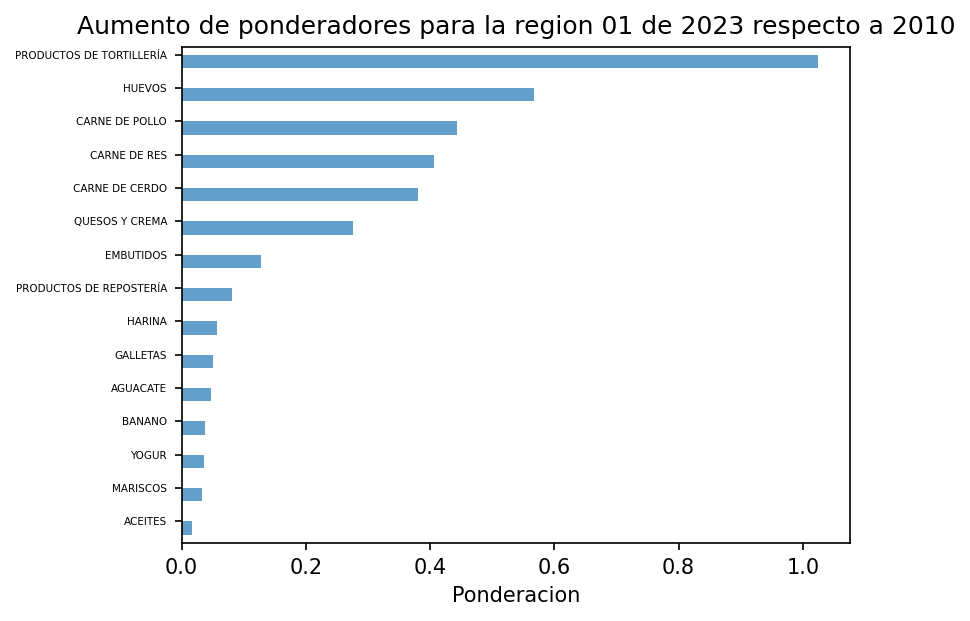 Aumento de ponderadores para la region 01 de 2023 respecto a 2010
PRODUCTOS DE TORTILLERÍA
HUEVOS
CARNE DE POLLO
CARNE DE RES
CARNE DE CERDO
QUESOS Y CREMA
EMBUTIDOS
PRODUCTOS DE REPOSTERÍA
HARINA
GALLETAS
AGUACATE
BANANO
YOGUR
MARISCOS
ACEITES
0.0 0.2 0.4 0.6 0.8 1.0
Ponderacion